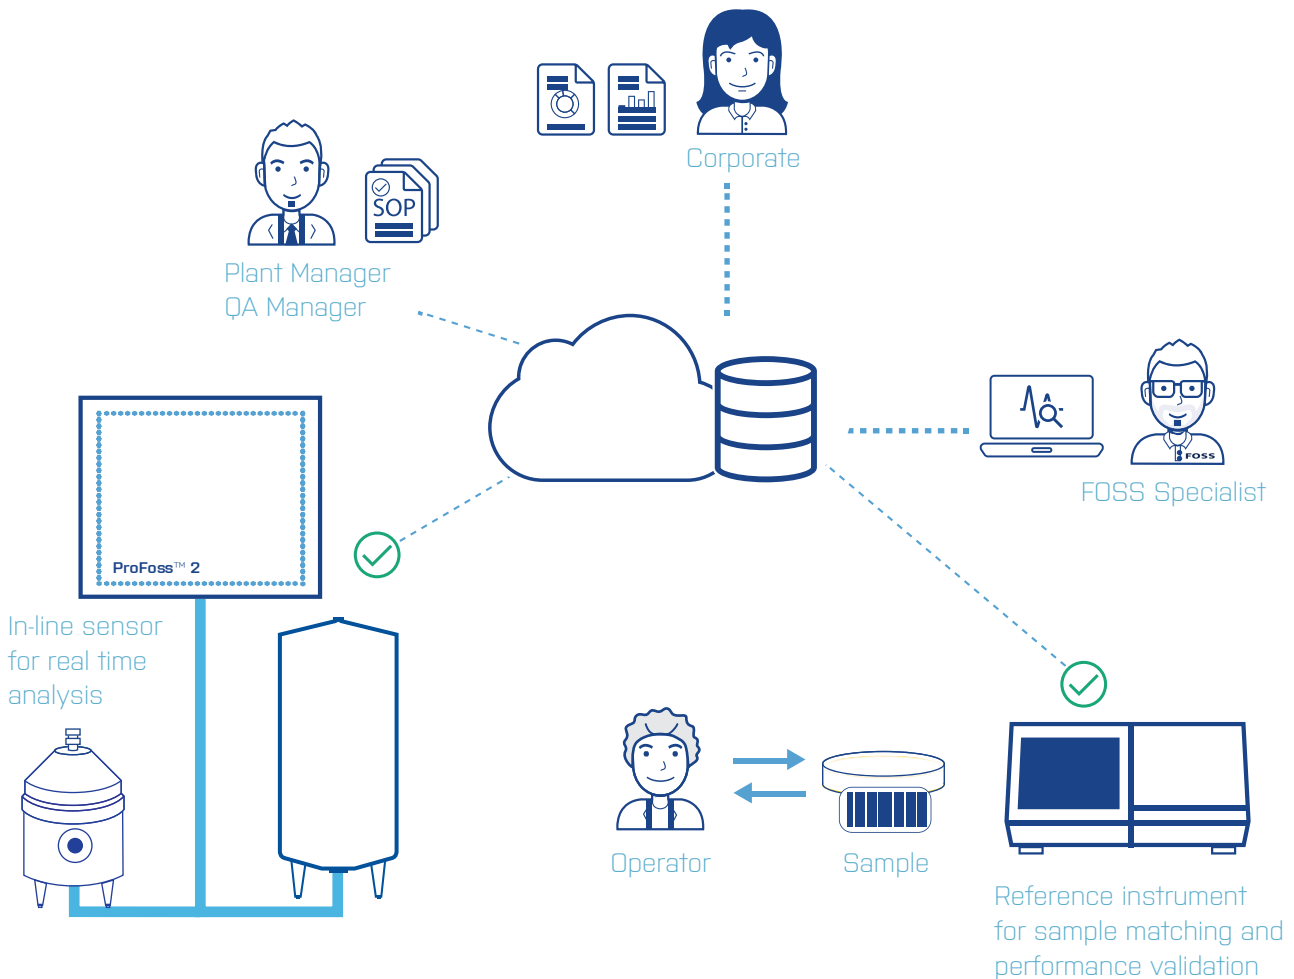 Corporate
SOP
Plant Manager
QA Manager
FOSS
FOSS Specialist
ProFoss™ 2
In-line sensor
for real time
analysis
Operator
Sample
Reference instrument
for sample matching and
performance validation